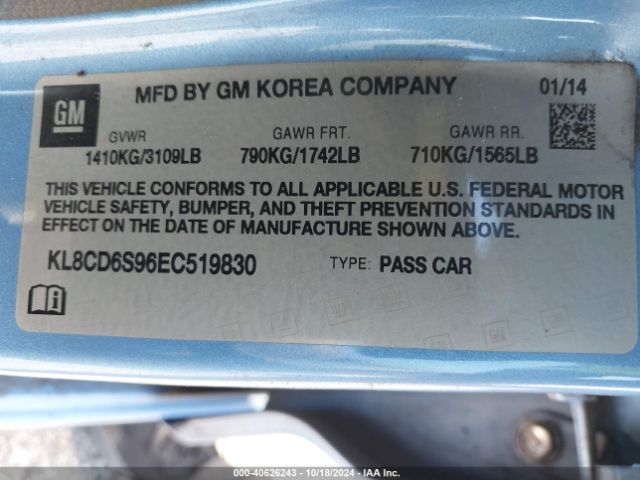 MFD BY GM KOREA COMPANY 01/14
GM
GVWR GAWR FRT. GAWR RR.
1410KG/3109LB 790KG/1742LB 710KG/1565LB
THIS VEHICLE CONFORMS TO ALL APPLICABLE U.S. FEDERAL MOTOR
VEHICLE SAFETY, BUMPER, AND THEFT PREVENTION STANDARDS IN
EFFECT ON THE DATE OF MANUFACTURE SHOWN ABOVE.
KL8CD6S96EC519830 TYPE: PASS CAR
000-40626243 - 10/18/2024 - IAA Inc.